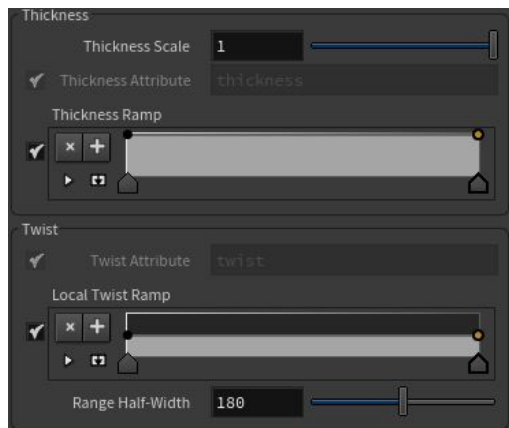 Thickness
Thickness Scale 1
Thickness Attribute thickness
Thickness Ramp
Twist
Twist Attribute twist
Local Twist Ramp
Range Half-Width 180